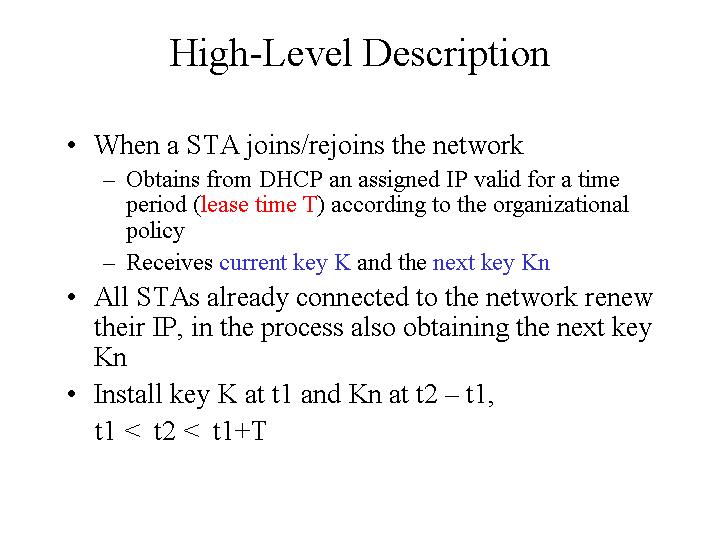 High-Level Description
• When a STA joins/rejoins the network
– Obtains from DHCP an assigned IP valid for a time
period (lease time T) according to the organizational
policy
– Receives current key K and the next key Kn
• All STAs already connected to the network renew
their IP, in the process also obtaining the next key
Kn
• Install key K at t1 and Kn at t2 – t1,
t1 < t2 < t1+T